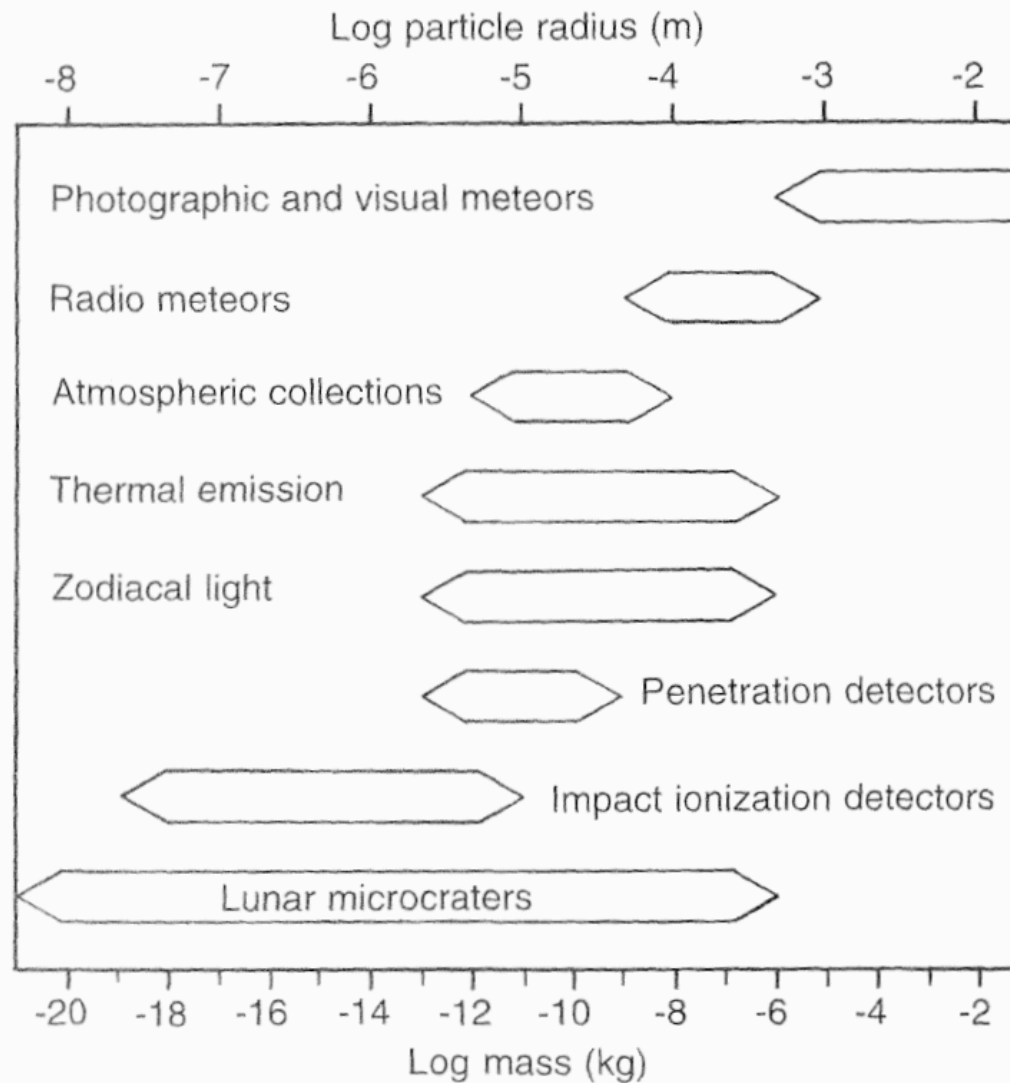 Log particle radius (m)
-8 -7 -6 -5 -4 -3 -2
Photographic and visual meteors
Radio meteors
Atmospheric collections
Thermal emission
Zodiacal light
Penetration detectors
Impact ionization detectors
Lunar microcraters
-20 -18 -16 -14 -12 -10 -8 -6 -4 -2
Log mass (kg)